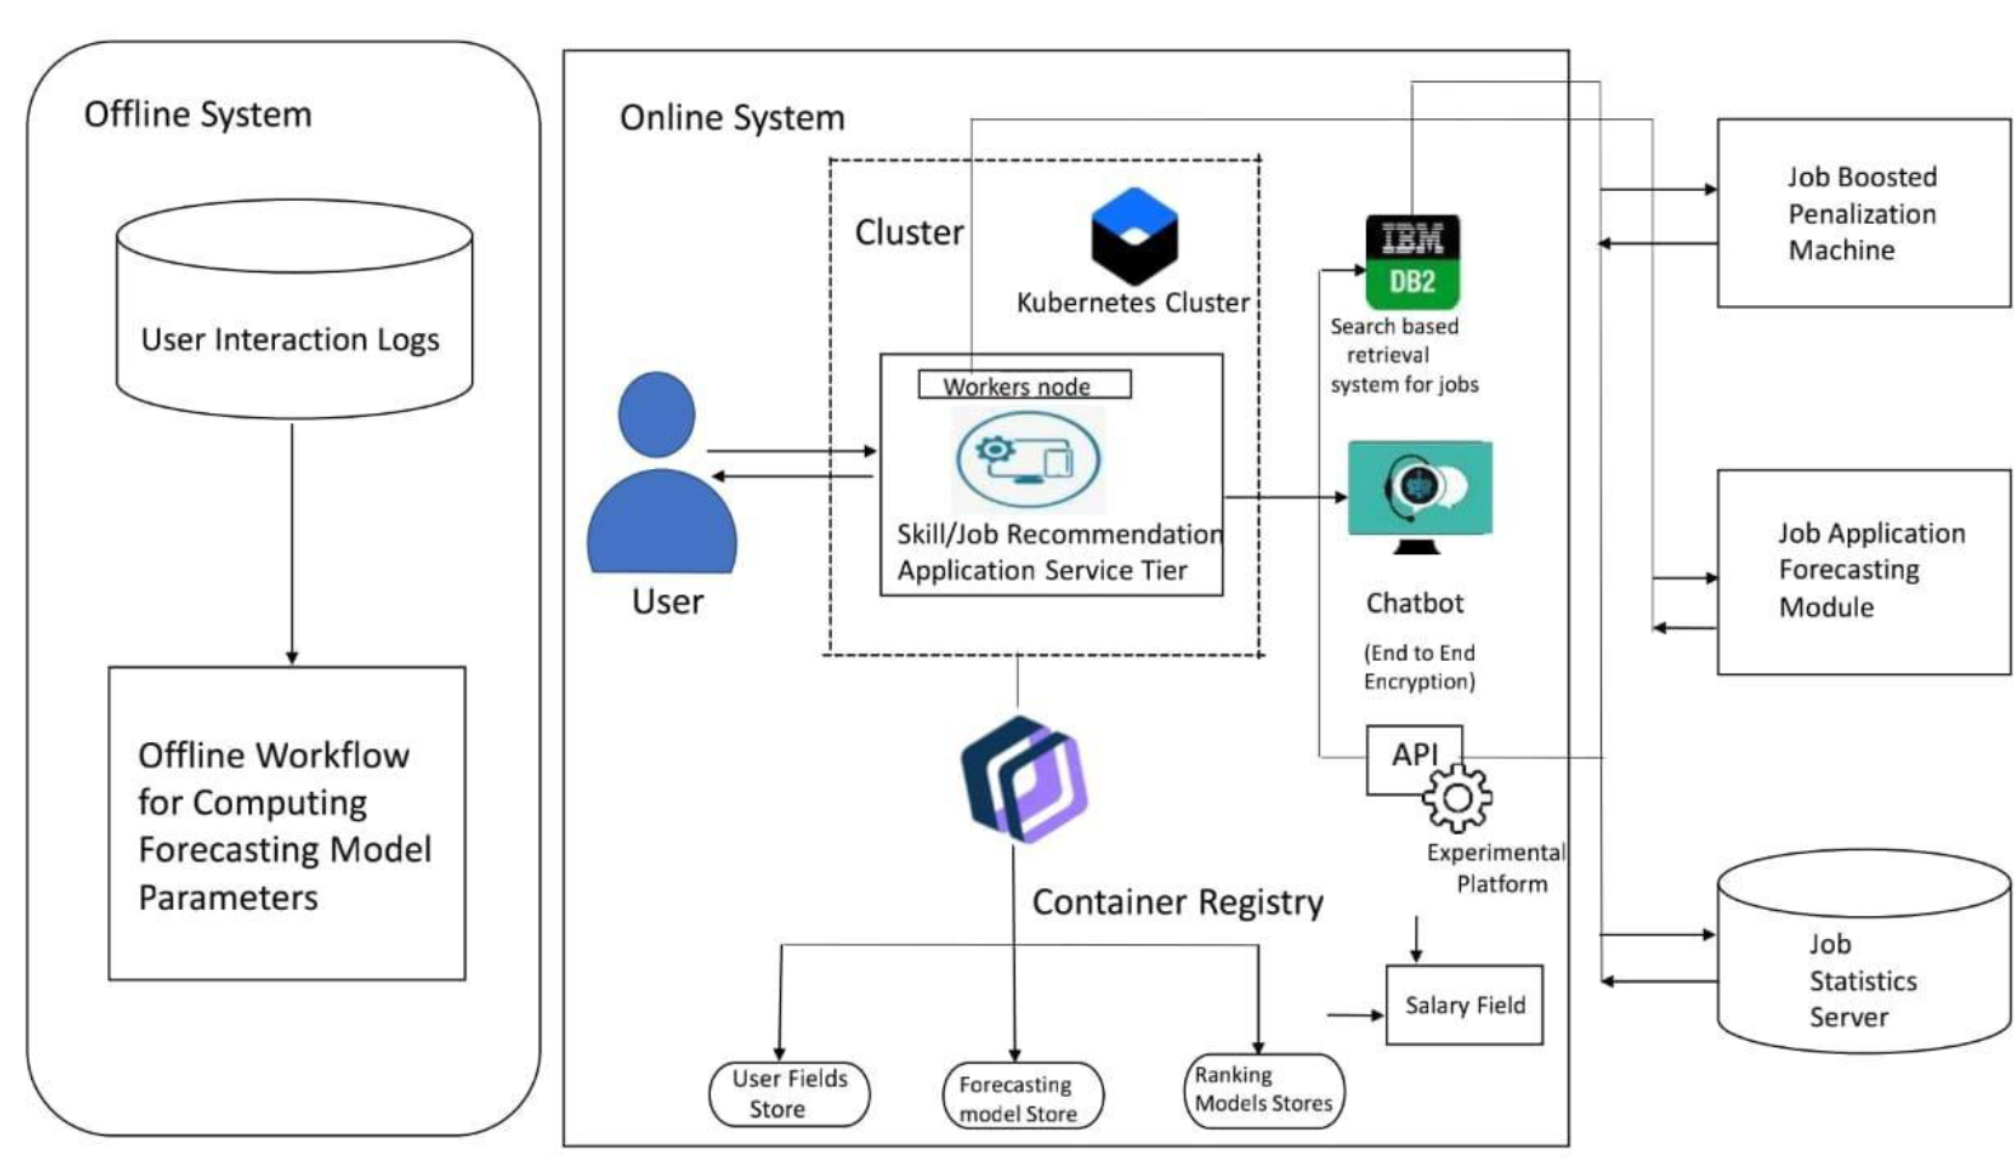 Offline System
User Interaction Logs
Offline Workflow
for Computing
Forecasting Model
Parameters
Online System
Cluster
Kubernetes Cluster
Workers node
Skill/Job Recommendation
Application Service Tier
User
IBM
DB2
Search based
retrieval
system for jobs
Chatbot
(End to End
Encryption)
API
Experimental
Platform
Container Registry
Salary Field
User Fields
Store
Forecasting
model Store
Ranking
Models Stores
Job Boosted
Penalization
Machine
Job Application
Forecasting
Module
Job
Statistics
Server